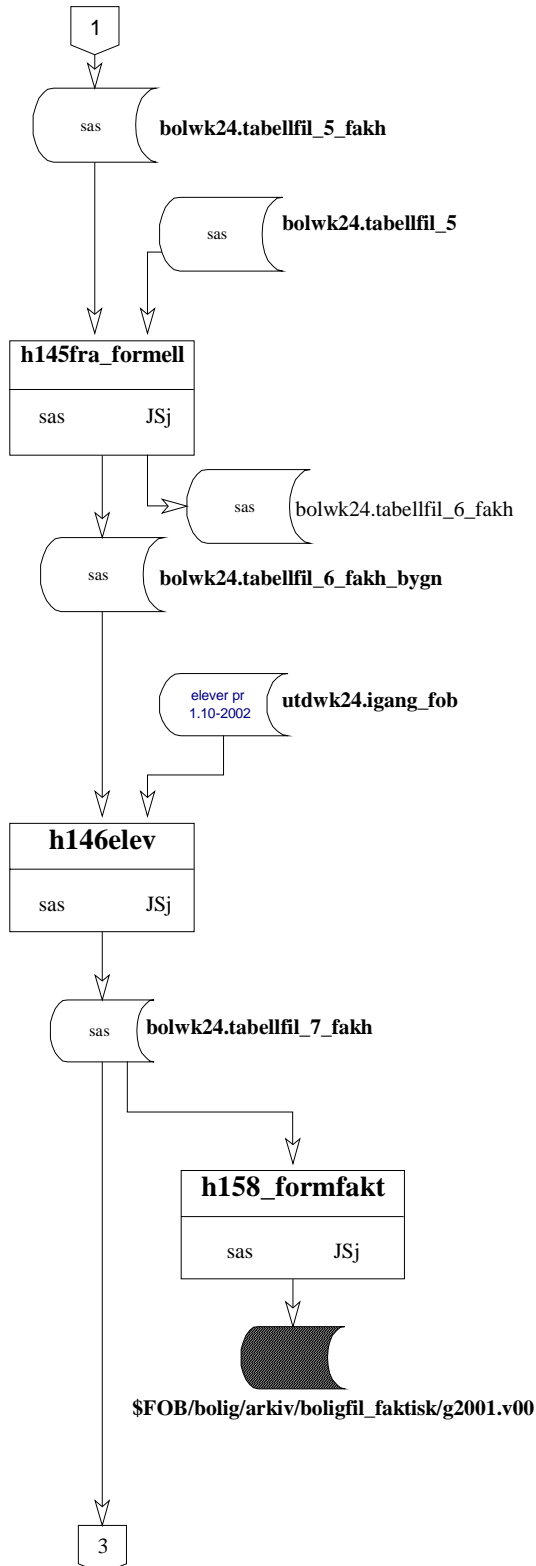 1
sas
bolwk24.tabellfil_5_fakh
sas
bolwk24.tabellfil_5
h145fra_formell
sas JSj
sas
bolwk24.tabellfil_6_fakh
sas
bolwk24.tabellfil_6_fakh_bygn
elever pr
1.10-2002
utdwk24.igang_fob
h146elev
sas JSj
sas
bolwk24.tabellfil_7_fakh
h158_formfakt
sas JSj
$FOB/bolig/arkiv/boligfil_faktisk/g2001.v00
3